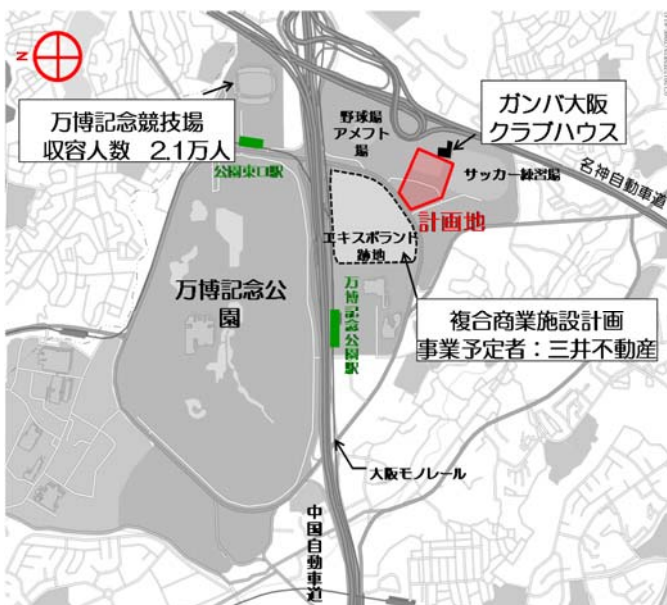 N
万博記念競技場
収容人数 2.1万人
公園東口駅
野球場
アメフト
場
ガンバ大阪
クラブハウス
サッカー練習場
名神自動車道
計画地
エキスポランド
跡地
万博記念公
園
万博記念公園駅
複合商業施設計画
事業予定者：三井不動産
大阪モノレール
中国自動車道